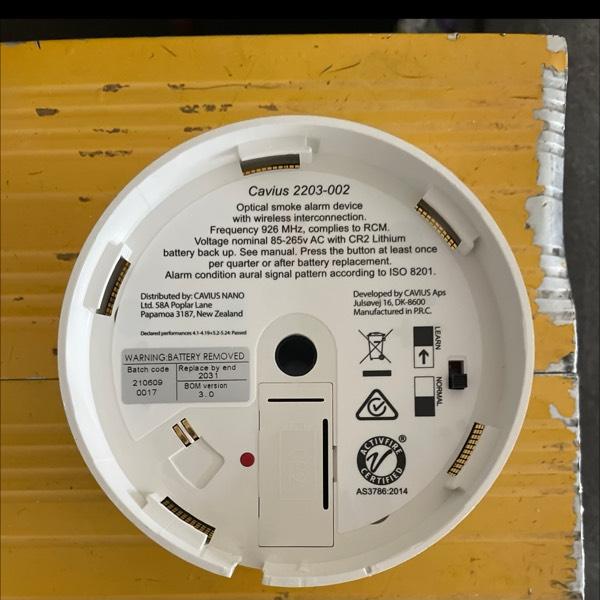 Cavius 2203-002
Optical smoke alarm device
with wireless interconnection.
Frequency 926 MHz, complies to RCM.
Voltage nominal 85-265v AC with CR2 Lithium
battery back up. See manual. Press the button at least once
per quarter or after battery replacement.
Alarm condition aural signal pattern according to ISO 8201.
Distributed by: CAVIUS NANO
Ltd. 58A Poplar Lane
Papamoa 3187, New Zealand
Developed by CAVIUS Aps
Julsøvej 16, DK-8600
Manufactured in P.R.C.
Declared performances 4.1-4.19+5.2-5.24: Passed
WARNING:BATTERY REMOVED
Batch code
210609
0017
Replace by end
2031
BOM version
3.0
LEARN
NORMAL
ACTIVFIRE
®
CERTIFIED
AS3786:2014